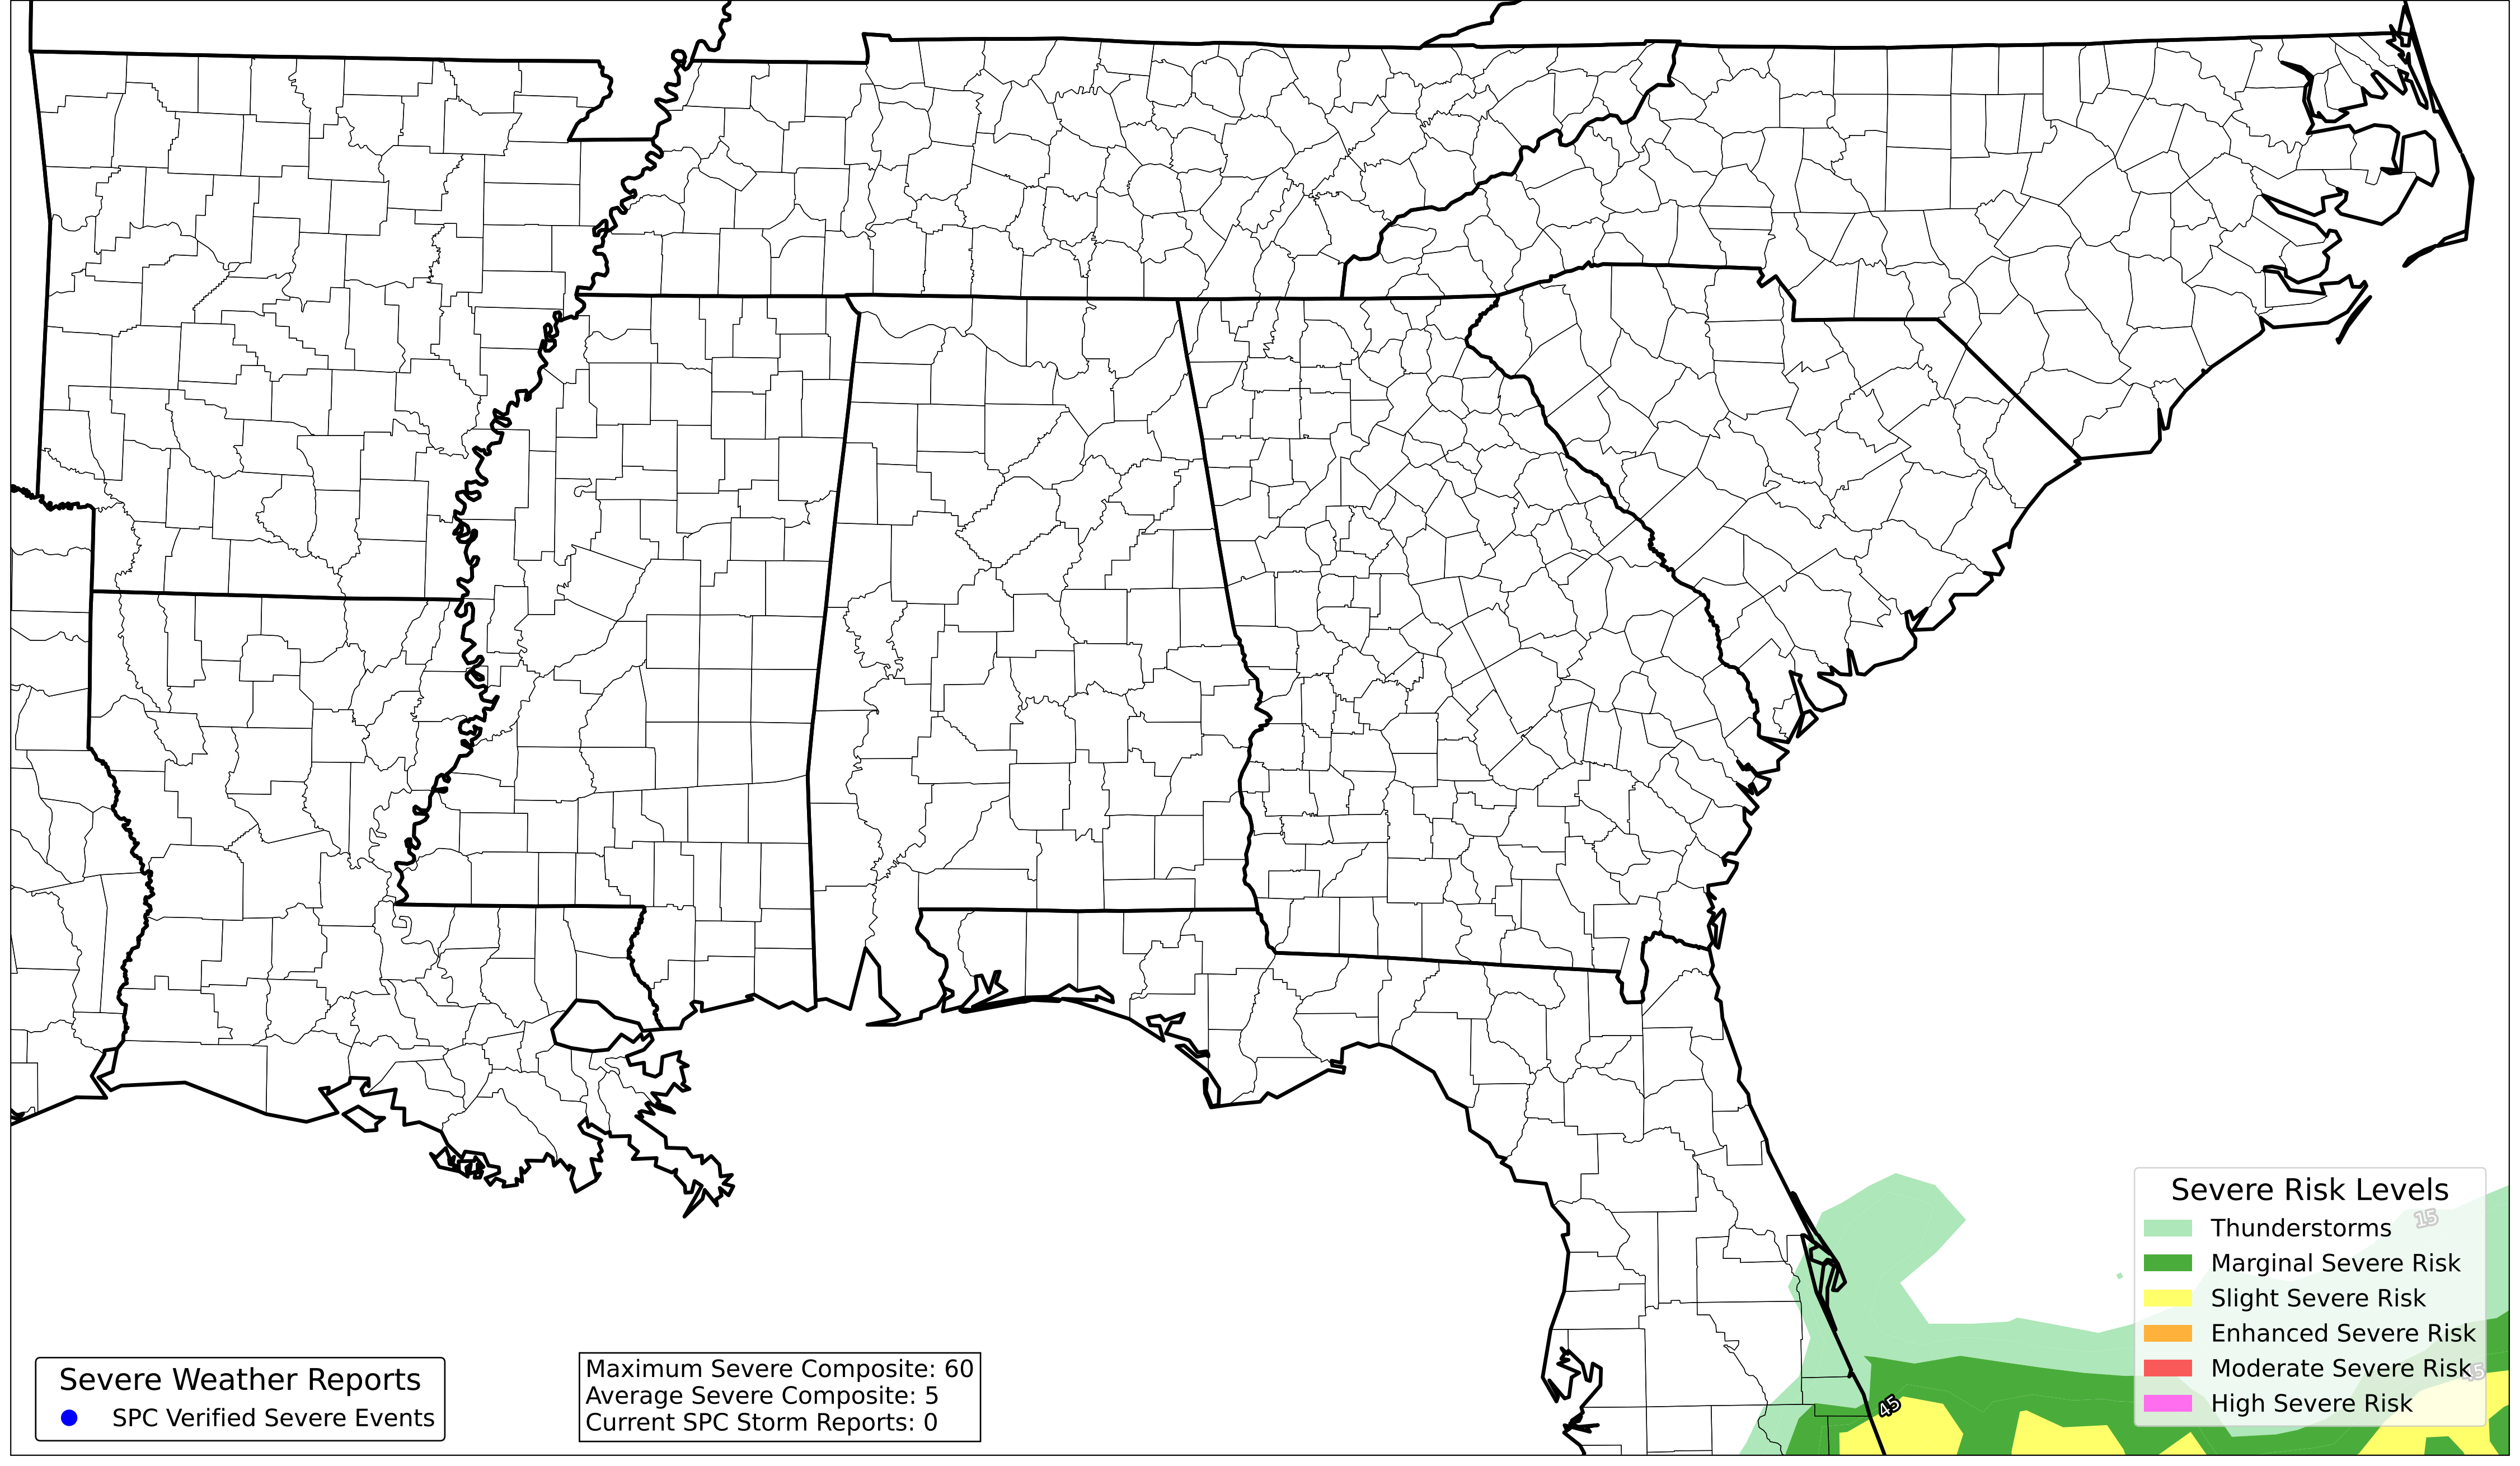 Severe Risk Levels
Thunderstorms
15
Marginal Severe Risk
Slight Severe Risk
Enhanced Severe Risk
Moderate Severe Risk
45
High Severe Risk
45
Severe Weather Reports
SPC Verified Severe Events
Maximum Severe Composite: 60
Average Severe Composite: 5
Current SPC Storm Reports: 0